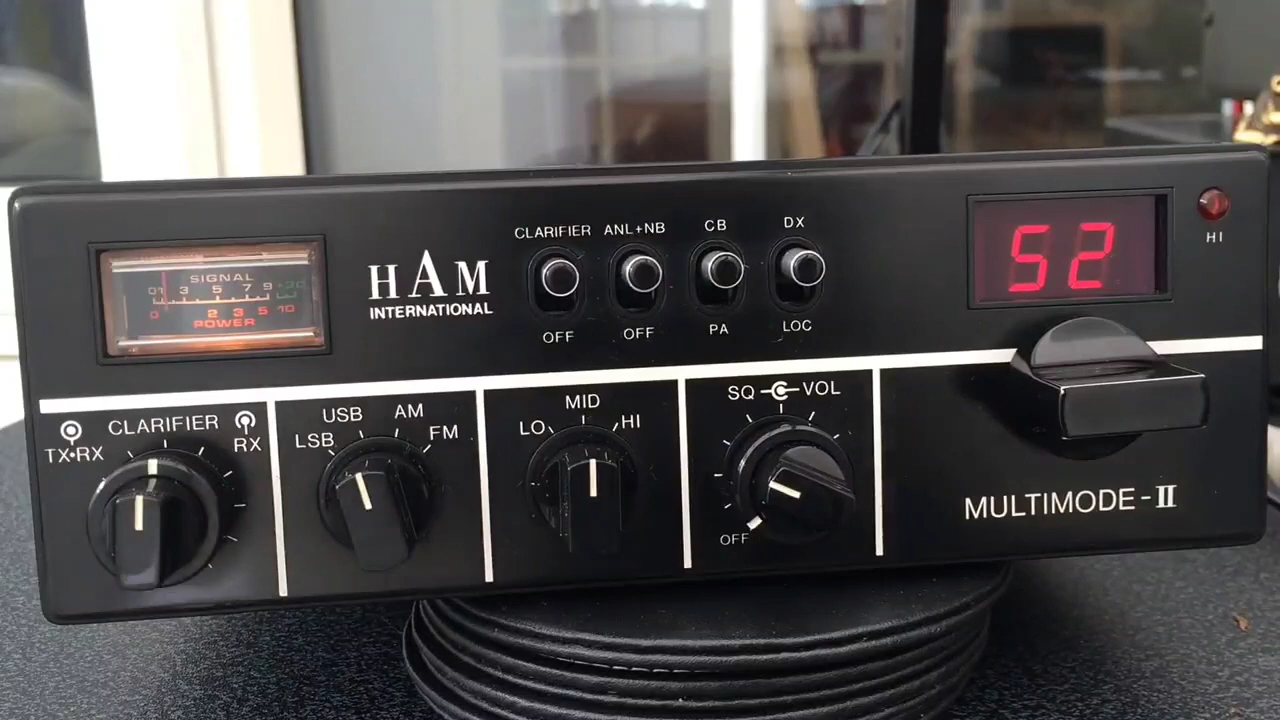 SIGNAL
01 3 5 7 9 +30
0 2 3 5 10
POWER
HAM
INTERNATIONAL
CLARIFIER
OFF
ANL+NB
OFF
CB
PA
DX
LOC
52
HI
CLARIFIER
TX•RX
RX
LSB
USB
AM
FM
LO
MID
HI
SQ
VOL
OFF
MULTIMODE-II